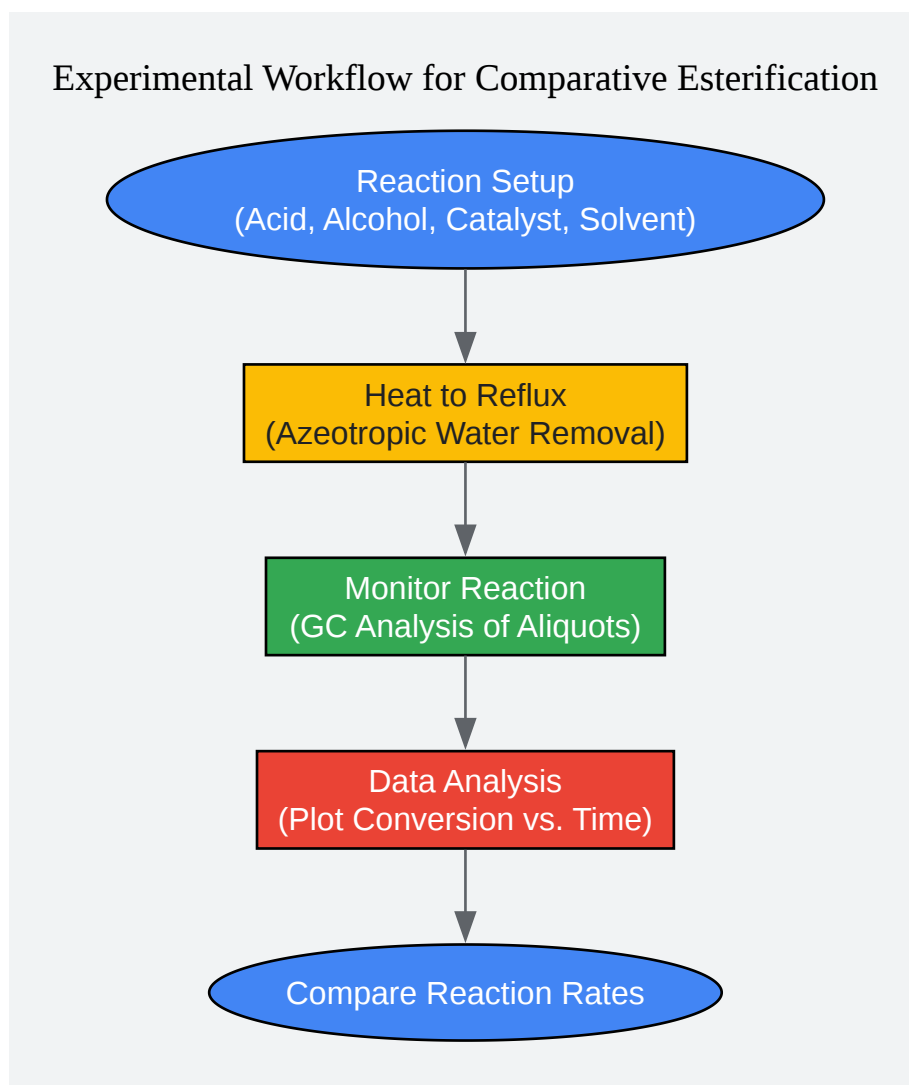 Experimental Workflow for Comparative Esterification
Reaction Setup
(Acid, Alcohol, Catalyst, Solvent)
Heat to Reflux
(Azeotropic Water Removal)
Monitor Reaction
(GC Analysis of Aliquots)
Data Analysis
(Plot Conversion vs. Time)
Compare Reaction Rates